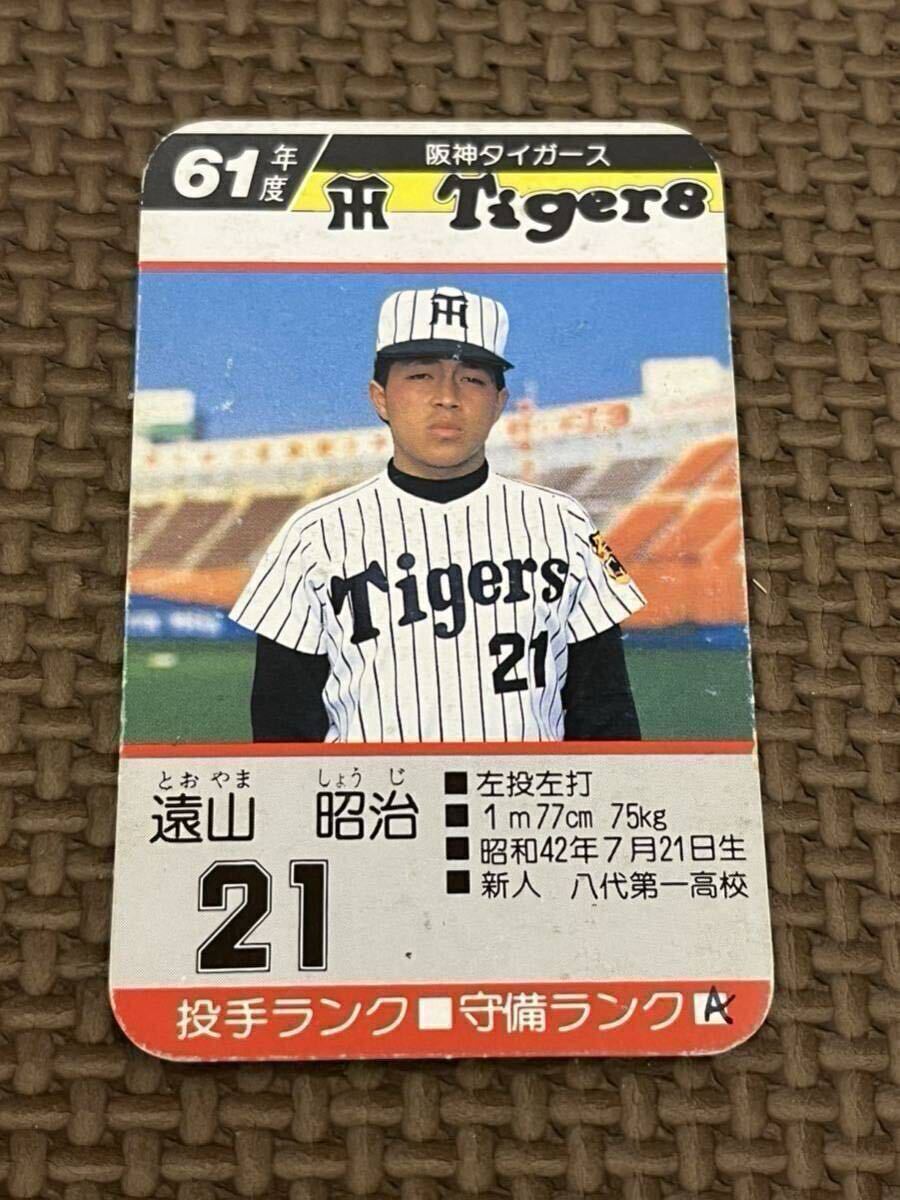 61年度
阪神タイガース
TH Tigers
TH
Tigers
21
とおやま しょうじ
遠山 昭治
21
■左投左打
■1m77cm 75kg
■昭和42年7月21日生
■新人 八代第一高校
投手ランク□ 守備ランク A